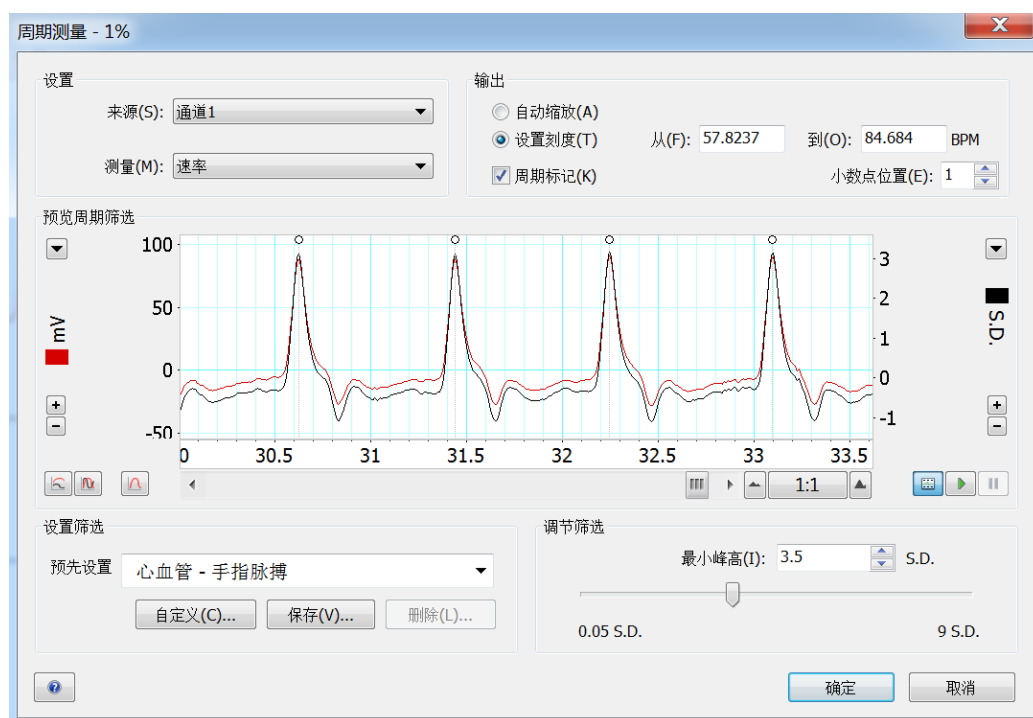 周期测量 - 1%
设置
来源(S): 通道1
测量(M): 速率
输出
自动缩放(A)
设置刻度(T) 从(F): 57.8237 到(O): 84.684 BPM
周期标记(K) 小数点位置(E): 1
预览周期筛选
100
50
0
-50
mV
3
2
1
0
-1
S.D.
0 30.5 31 31.5 32 32.5 33 33.5
1:1
设置筛选
预先设置 心血管 - 手指脉搏
自定义(C)... 保存(V)... 删除(L)...
调节筛选
最小峰高(I): 3.5 S.D.
0.05 S.D. 9 S.D.
确定 取消